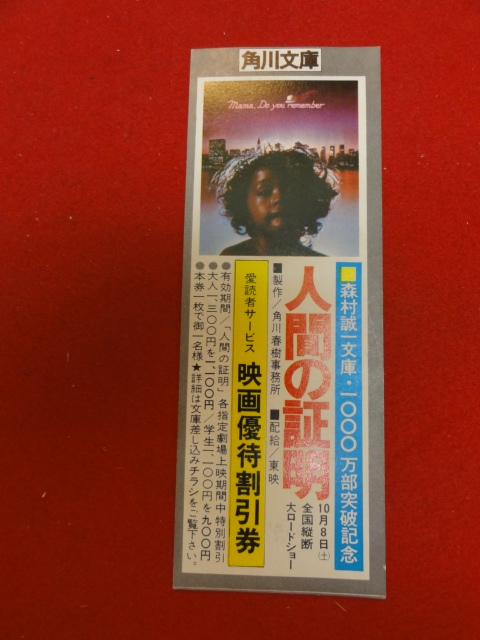 角川文庫
Mama, Do you remember
■森村誠一文庫・一〇〇〇万部突破記念
人間の証明
10月8日(土)
全国縦断
大ロードショー
■製作/角川春樹事務所 ■配給/東映
愛読者サービス 映画優待割引券
●有効期間/「人間の証明」各指定劇場上映期間中特別割引
●大人一、三〇〇円を一、一〇〇円/学生一、一〇〇円を九〇〇円
●本券一枚で御一名様★詳細は文庫差し込みチラシをご覧下さい。